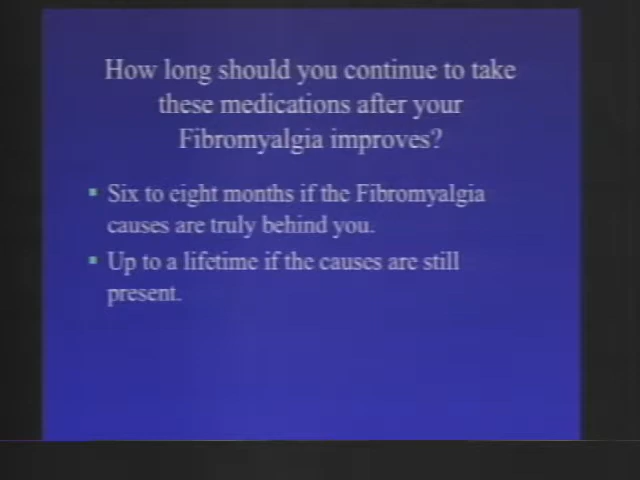 How long should you continue to take
these medications after your
Fibromyalgia improves?
Six to eight months if the Fibromyalgia
causes are truly behind you.
Up to a lifetime if the causes are still
present.